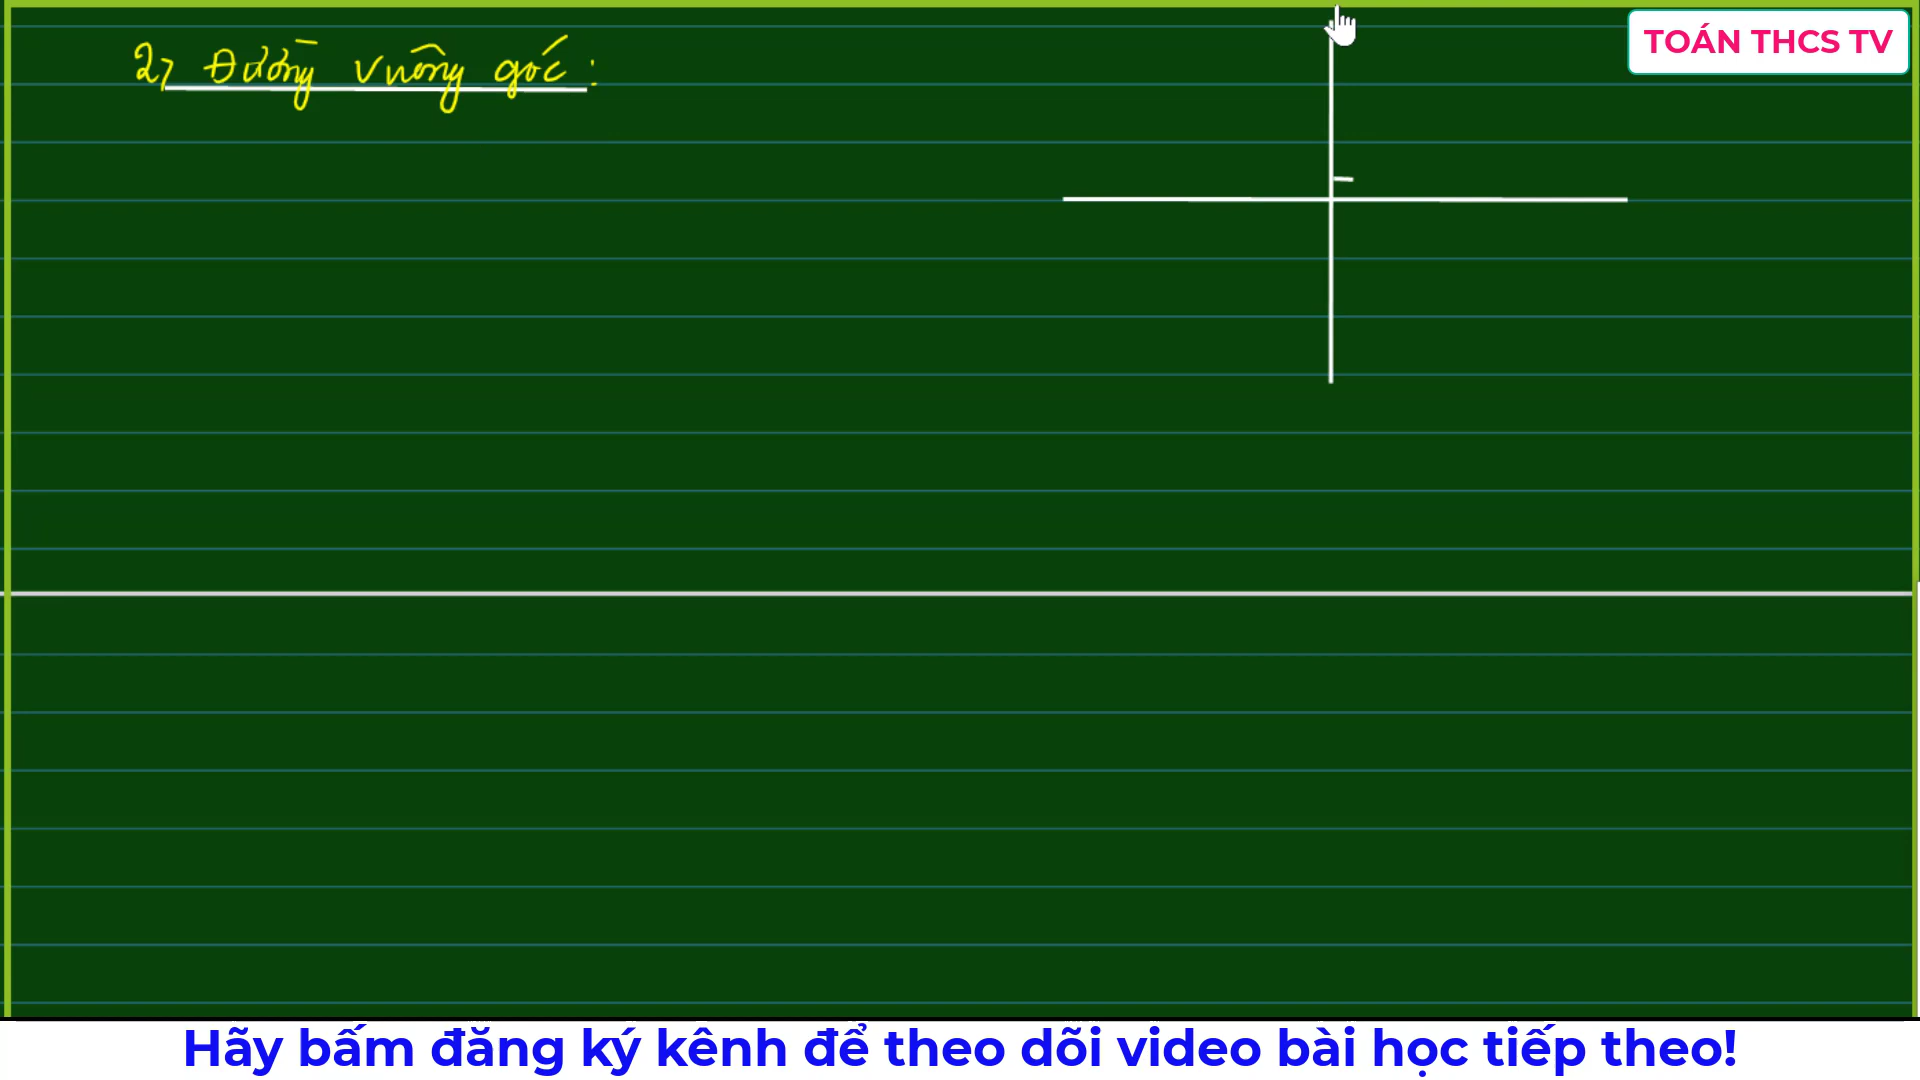 2, Đường vuông góc:
TOÁN THCS TV
Hãy bấm đăng ký kênh để theo dõi video bài học tiếp theo!